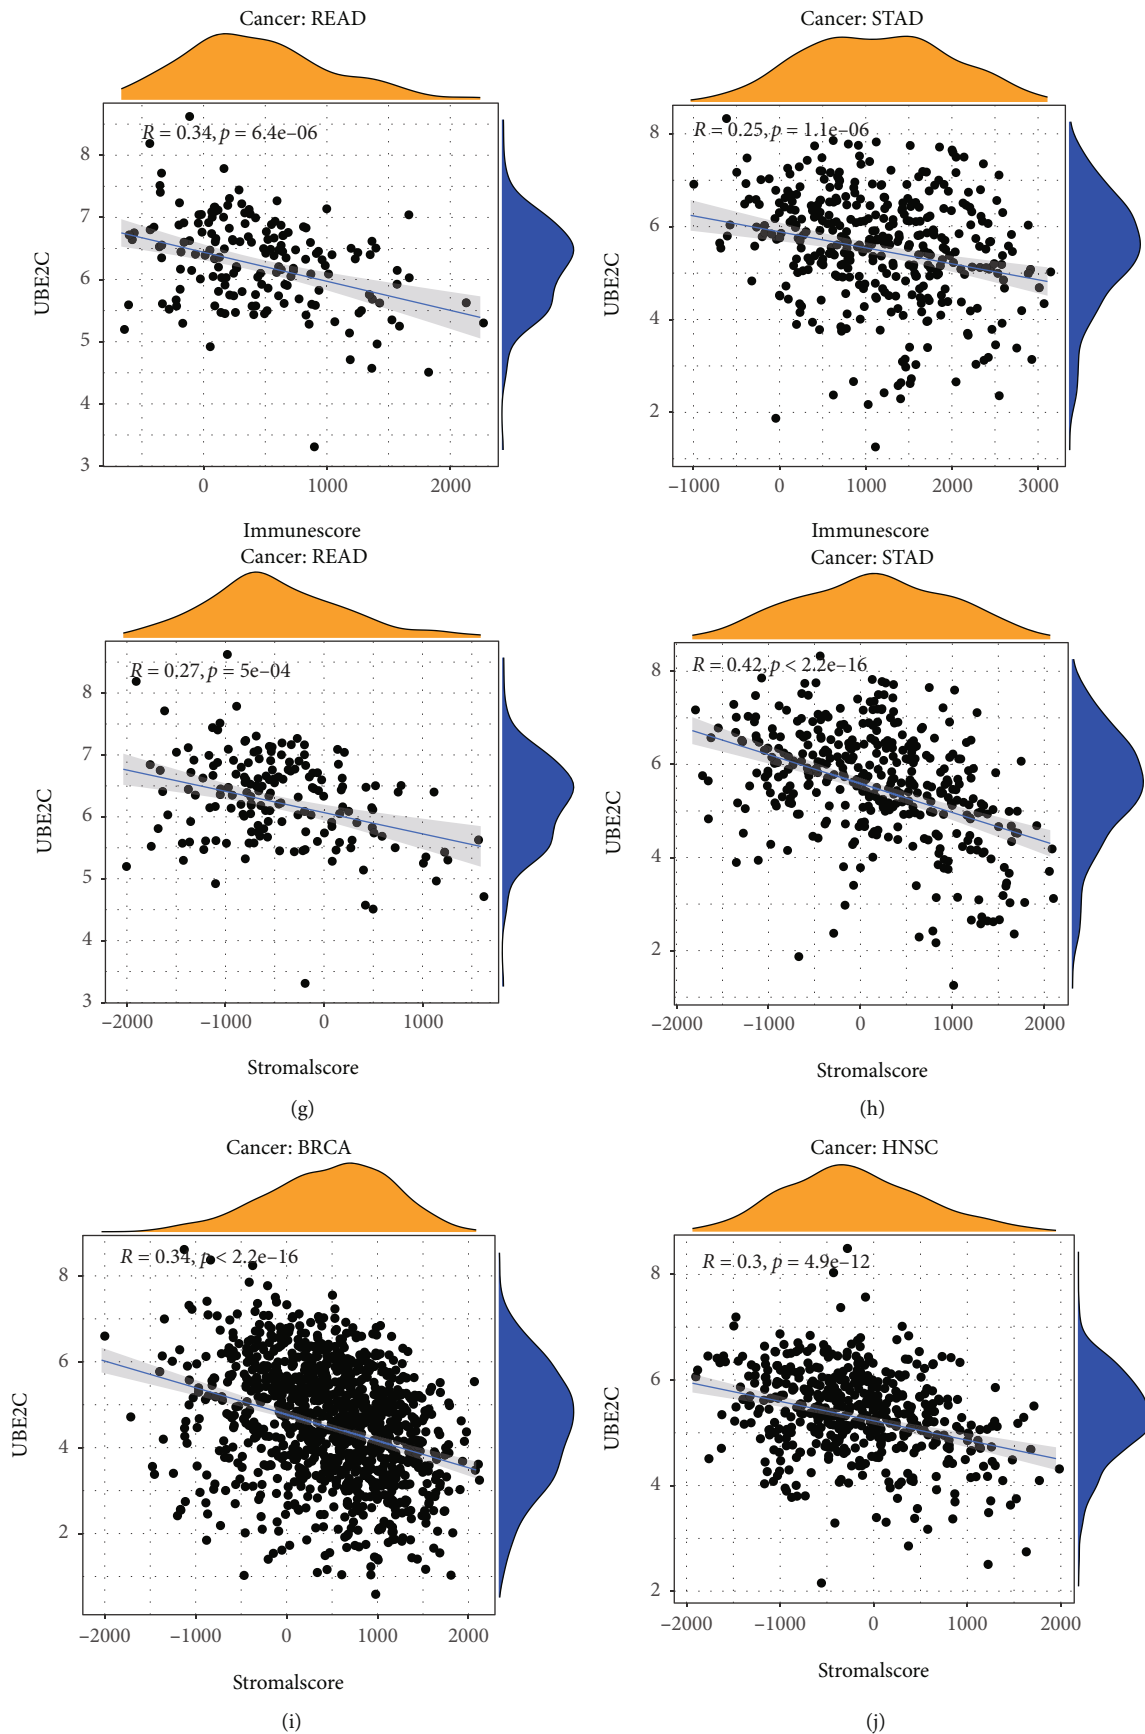 Cancer: READ
R = 0.34, p = 6.4e–06
8
7
6
5
4
3
UBE2C
0
1000
2000
Immunescore
Cancer: STAD
R = 0.25, p = 1.1e–06
8
6
4
2
UBE2C
–1000
0
1000
2000
3000
Immunescore
Cancer: READ
R = 0.27, p = 5e–04
8
7
6
5
4
3
UBE2C
–2000
–1000
0
1000
Stromalscore
(g)
Cancer: STAD
R = 0.42, p < 2.2e–16
8
6
4
2
UBE2C
–2000
–1000
0
1000
2000
Stromalscore
(h)
Cancer: BRCA
R = 0.34, p < 2.2e–16
8
6
4
2
UBE2C
–2000
–1000
0
1000
2000
Stromalscore
(i)
Cancer: HNSC
R = 0.3, p = 4.9e–12
8
6
4
2
UBE2C
–2000
–1000
0
1000
2000
Stromalscore
(j)